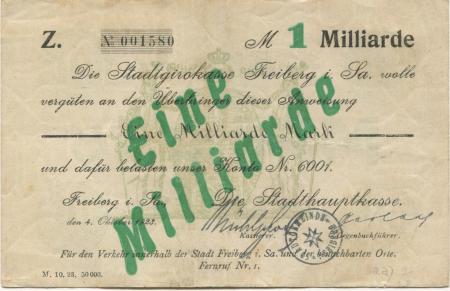 Z. № 001580 M 1 Milliarde
Die Stadtgirokasse Freiberg i. Sa. wolle
vergüten an den Überbringer dieser Anweisung
Eine Milliarde Mark
und dafür belasten unser Konto Nr. 6001.
Eine Milliarde
Freiberg i. Sa., Die Stadthauptkasse.
den 4. Oktober 1923.
Kassierer. Gegenbuchführer.
Für den Verkehr innerhalb der Stadt Freiberg i. Sa. und der benachbarten Orte.
Fernruf Nr. 1.
M. 10. 23. 50000.